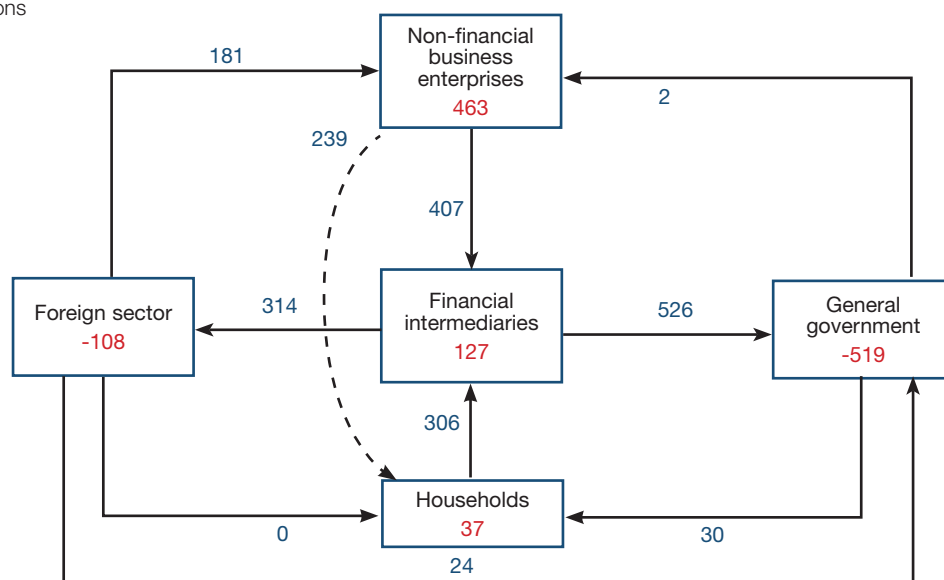 ons
181
Non-financial
business
enterprises
463
2
239
407
Foreign sector
-108
314
Financial
intermediaries
127
526
General
government
-519
306
Households
37
0
30
24